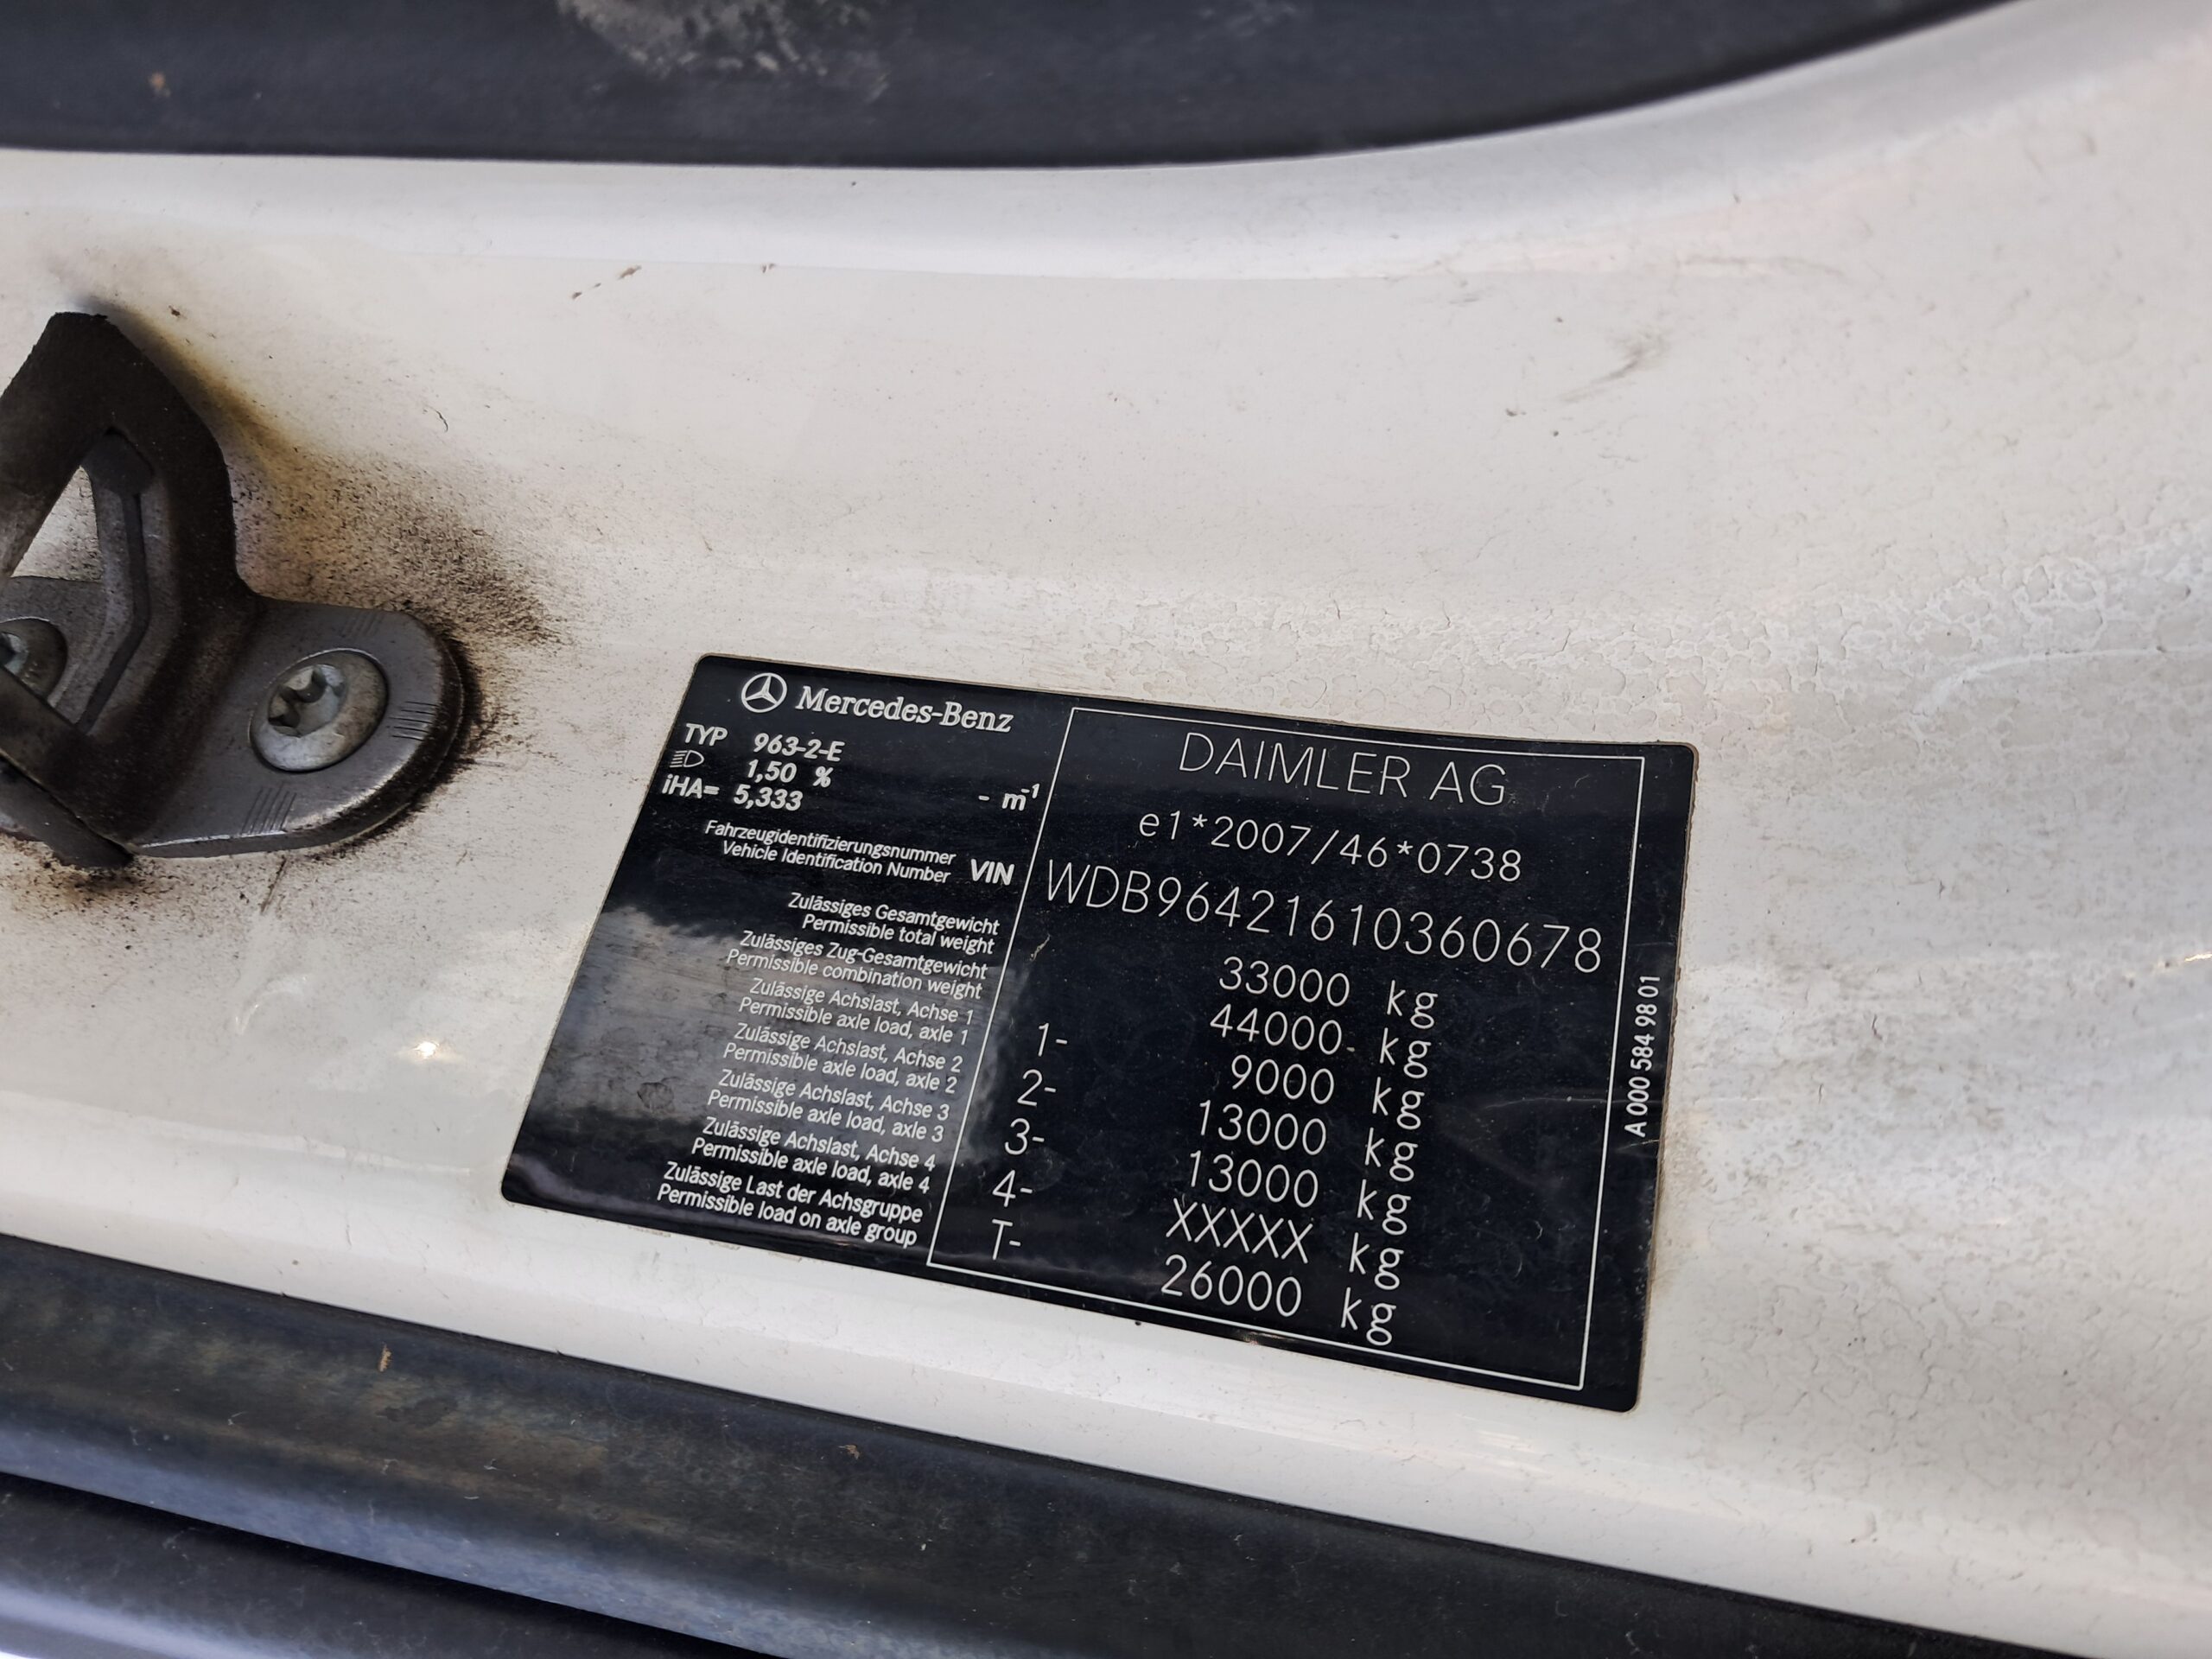 Mercedes-Benz
TYP 963-2-E
1,50 %
iHA= 5,333 - m⁻¹
DAIMLER AG
e1*2007/46*0738
Fahrzeugidentifizierungsnummer
Vehicle Identification Number VIN WDB96421610360678
Zulässiges Gesamtgewicht
Permissible total weight 33000 kg
Zulässiges Zug-Gesamtgewicht
Permissible combination weight 44000 kg
Zulässige Achslast, Achse 1
Permissible axle load, axle 1 1- 9000 kg
Zulässige Achslast, Achse 2
Permissible axle load, axle 2 2- 13000 kg
Zulässige Achslast, Achse 3
Permissible axle load, axle 3 3- 13000 kg
Zulässige Achslast, Achse 4
Permissible axle load, axle 4 4- XXXXX kg
Zulässige Last der Achsgruppe
Permissible load on axle group T- 26000 kg
A 000 584 98 01